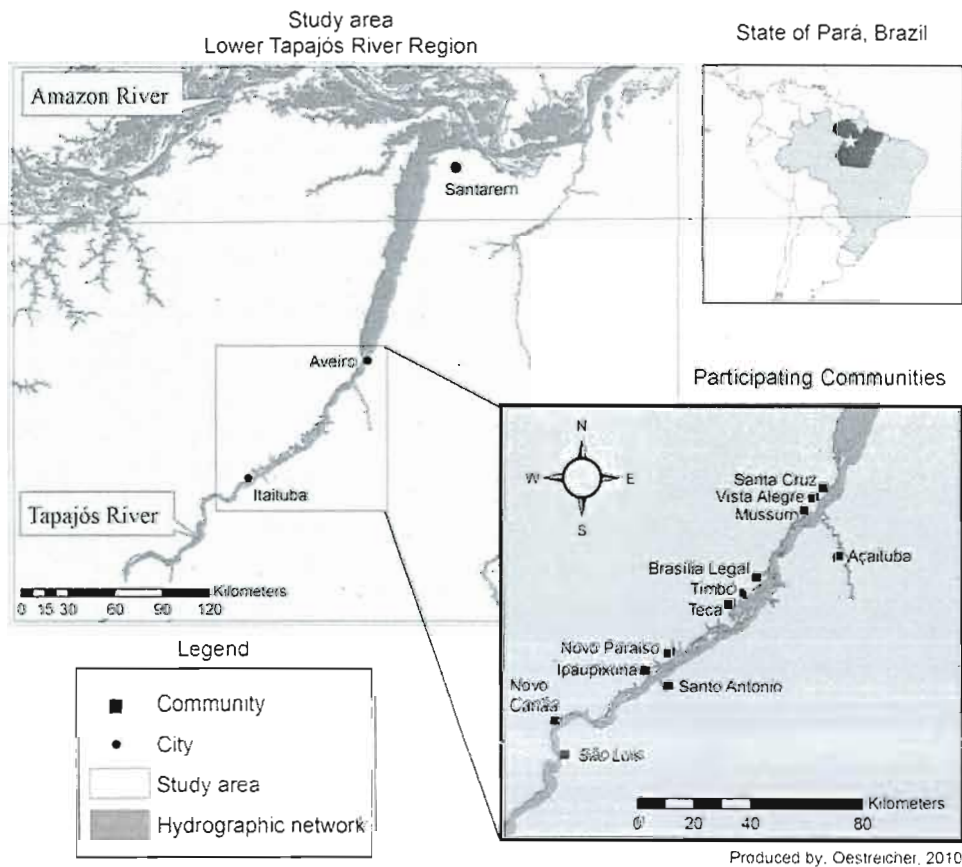 Study area
Lower Tapajós River Region
State of Pará, Brazil
Amazon River
Santarem
Aveiro
Itaituba
Tapajós River
Kilometers
0 15 30 60 90 120
Participating Communities
N
W E
S
Santa Cruz
Vista Alegre
Mussum
Açaituba
Brasília Legal
Timbo
Teca
Novo Paraiso
Ipaupixuna
Santo Antonio
Novo
Canãa
São Luis
Kilometers
0 20 40 80
Legend
Community
City
Study area
Hydrographic network
Produced by, Oestreicher, 2010